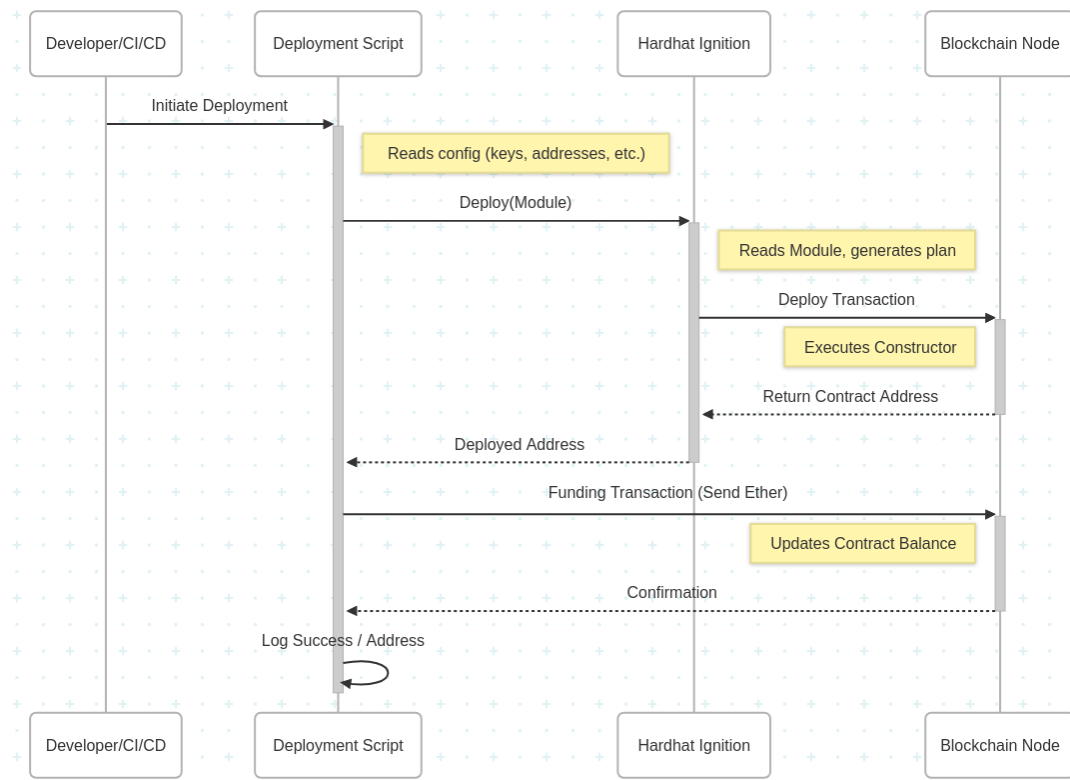 Developer/CI/CD
Deployment Script
Hardhat Ignition
Blockchain Node
Initiate Deployment
Reads config (keys, addresses, etc.)
Deploy(Module)
Reads Module, generates plan
Deploy Transaction
Executes Constructor
Return Contract Address
Deployed Address
Funding Transaction (Send Ether)
Updates Contract Balance
Confirmation
Log Success / Address
Developer/CI/CD
Deployment Script
Hardhat Ignition
Blockchain Node